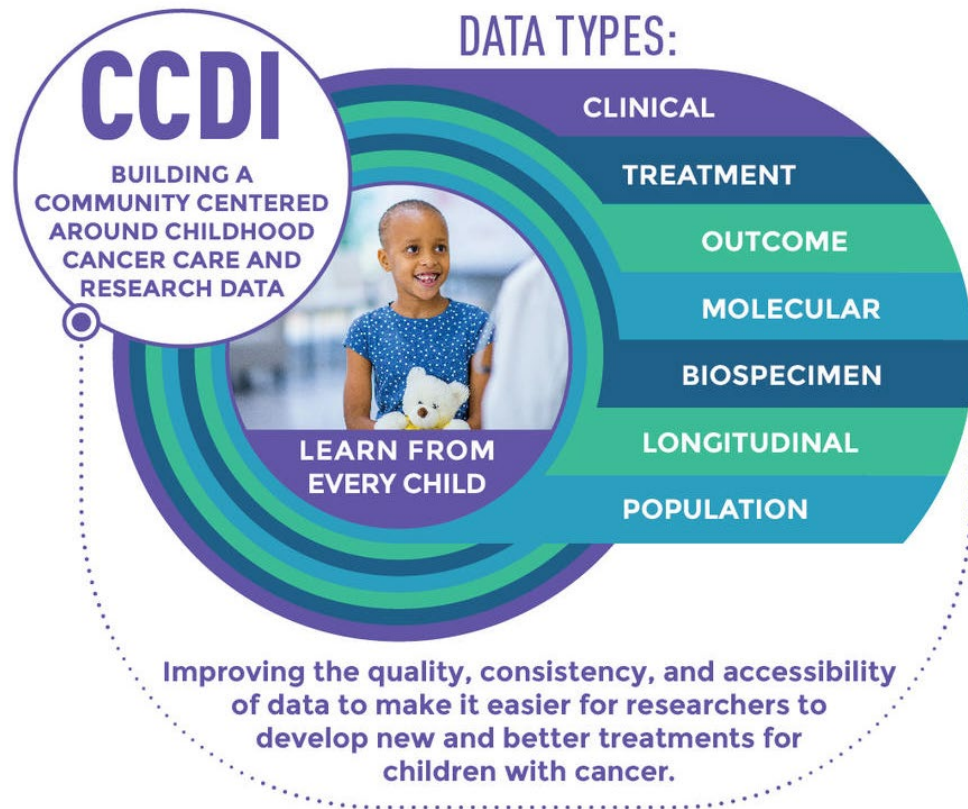 CCDI
BUILDING A
COMMUNITY CENTERED
AROUND CHILDHOOD
CANCER CARE AND
RESEARCH DATA
DATA TYPES:
CLINICAL
TREATMENT
OUTCOME
MOLECULAR
BIOSPECIMEN
LONGITUDINAL
POPULATION
LEARN FROM
EVERY CHILD
Improving the quality, consistency, and accessibility
of data to make it easier for researchers to
develop new and better treatments for
children with cancer.